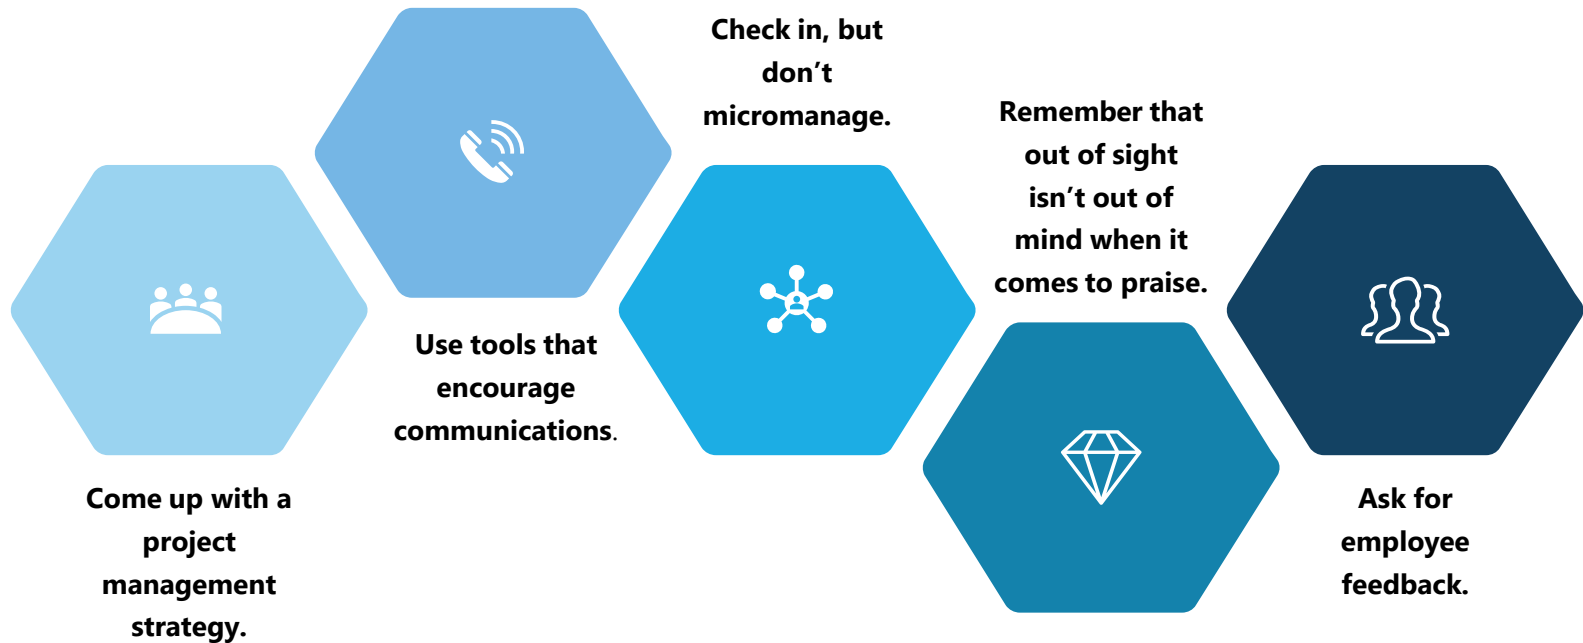 Come up with a
project
management
strategy.
Use tools that
encourage
communications.
Check in, but
don’t
micromanage.
Remember that
out of sight
isn’t out of
mind when it
comes to praise.
Ask for
employee
feedback.